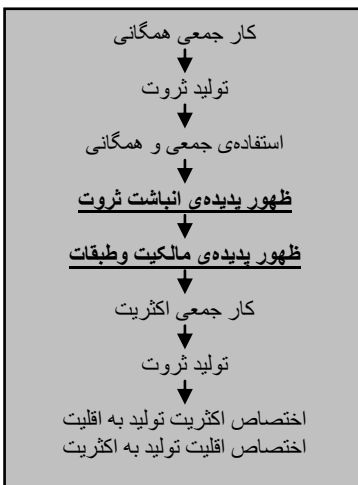 کار جمعی همگانی
تولید ثروت
استفاده‌ی جمعی و همگانی
ظهور پدیده‌ی انباشت ثروت
ظهور پدیده‌ی مالکیت وطبقات
کار جمعی اکثریت
تولید ثروت
اختصاص اکثریت تولید به اقلیت
اختصاص اقلیت تولید به اکثریت